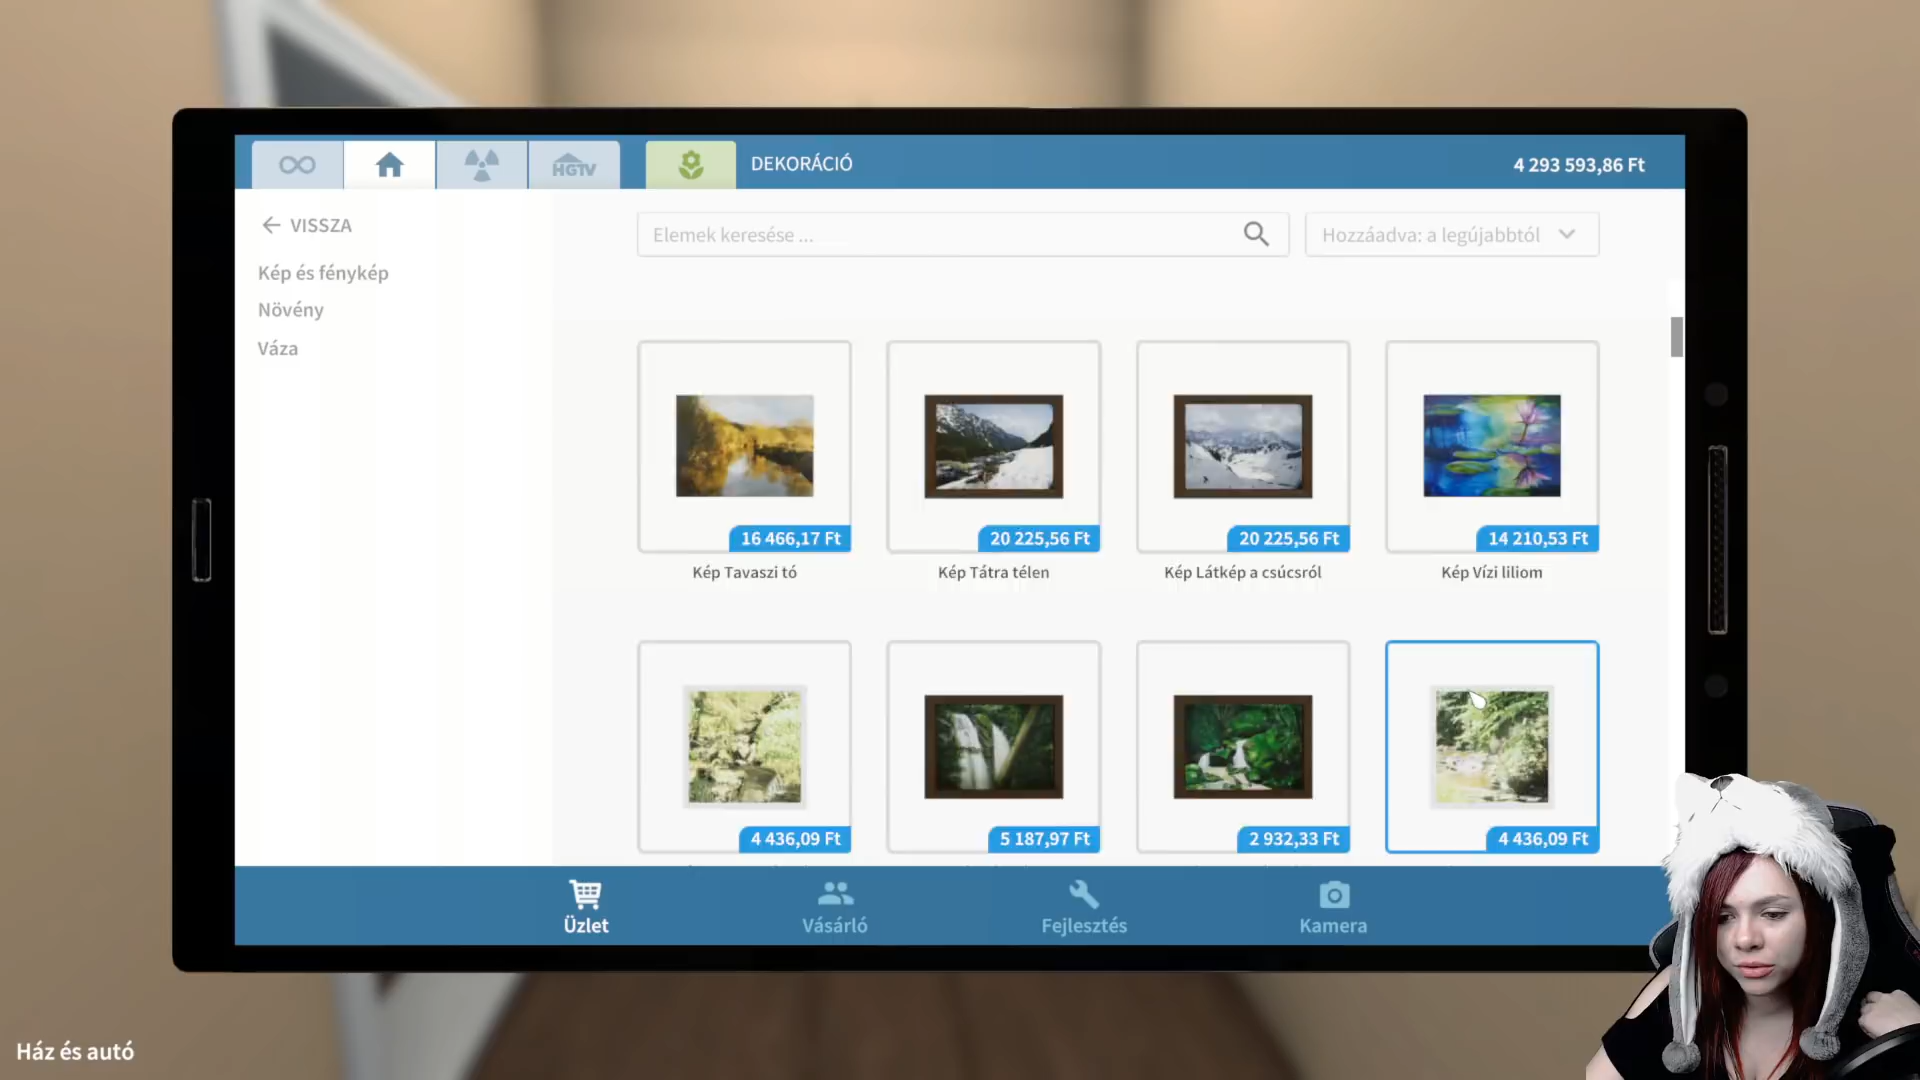 HGTV
DEKORÁCIÓ
4 293 593,86 Ft
VISSZA
Elemek keresése ...
Hozzáadva: a legújabbtól
Kép és fénykép
Növény
Váza
16 466,17 Ft
20 225,56 Ft
20 225,56 Ft
14 210,53 Ft
Kép Tavaszi tó
Kép Tátra télen
Kép Látkép a csúcsról
Kép Vízi liliom
4 436,09 Ft
5 187,97 Ft
2 932,33 Ft
4 436,09 Ft
Üzlet
Vásárló
Fejlesztés
Kamera
Ház és autó